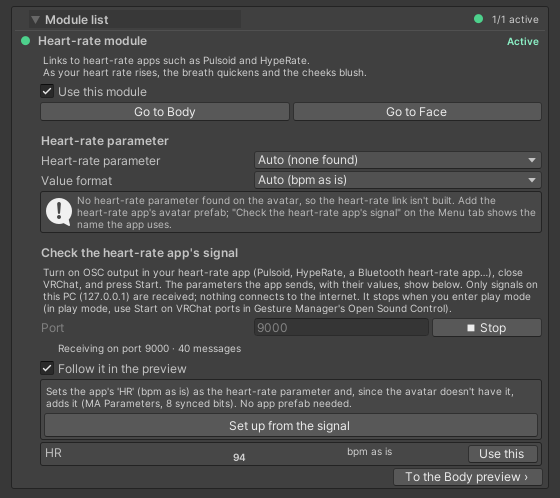 Module list
1/1 active
Heart-rate module
Active
Links to heart-rate apps such as Pulsoid and HypeRate.
As your heart rate rises, the breath quickens and the cheeks blush.
Use this module
Go to Body
Go to Face
Heart-rate parameter
Heart-rate parameter
Auto (none found)
Value format
Auto (bpm as is)
No heart-rate parameter found on the avatar, so the heart-rate link isn't built. Add the
heart-rate app's avatar prefab; "Check the heart-rate app's signal" on the Menu tab shows the
name the app uses.
Check the heart-rate app's signal
Turn on OSC output in your heart-rate app (Pulsoid, HypeRate, a Bluetooth heart-rate app...), close
VRChat, and press Start. The parameters the app sends, with their values, show below. Only signals on
this PC (127.0.0.1) are received; nothing connects to the internet. It stops when you enter play mode
(in play mode, use Start on VRChat ports in Gesture Manager's Open Sound Control).
Port
9000
Stop
Receiving on port 9000 · 40 messages
Follow it in the preview
Sets the app's 'HR' (bpm as is) as the heart-rate parameter and, since the avatar doesn't have it,
adds it (MA Parameters, 8 synced bits). No app prefab needed.
Set up from the signal
HR
94
bpm as is
Use this
To the Body preview ›